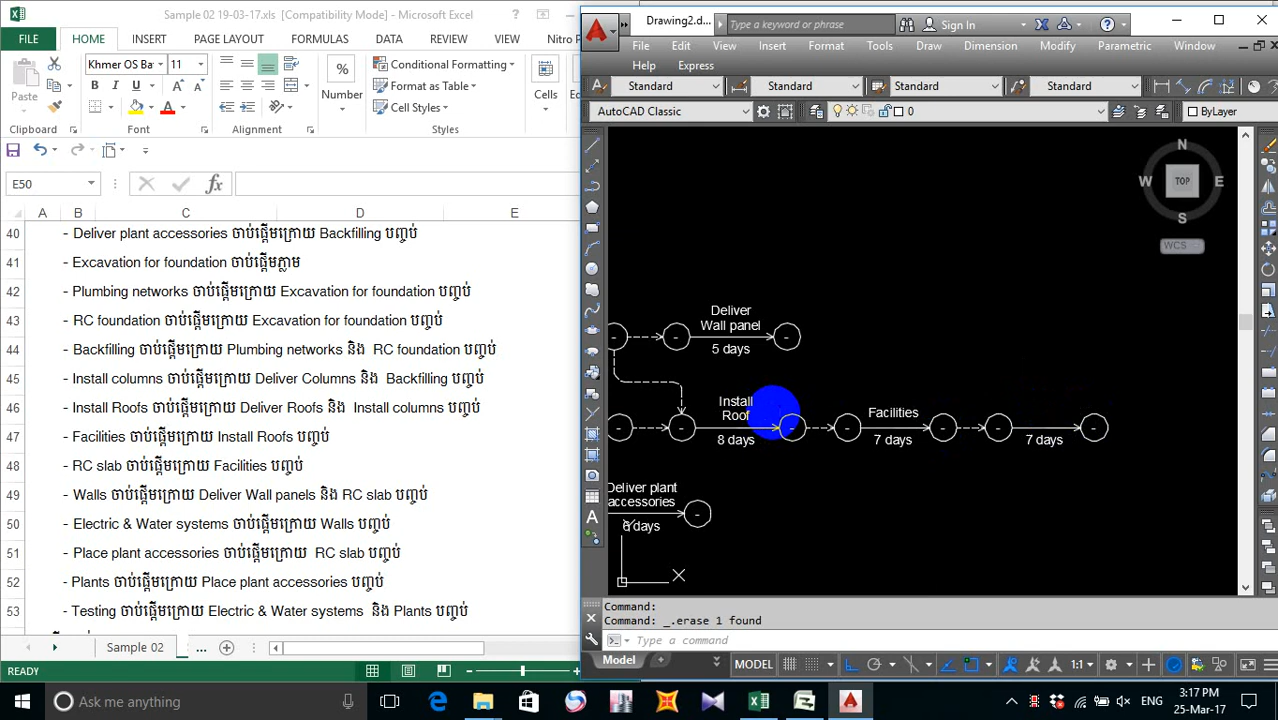 Sample 02 19-03-17.xls [Compatibility Mode] - Microsoft Excel
FILE HOME INSERT PAGE LAYOUT FORMULAS DATA REVIEW VIEW Nitro P
Khmer OS Ba 11
Paste
B I U
Conditional Formatting
Format as Table
Cell Styles
Number
Cells
Clipboard Font Alignment Styles
E50
A B C D E
40 - Deliver plant accessories ចាប់ផ្តើមក្រោយ Backfilling បញ្ចប់
41 - Excavation for foundation ចាប់ផ្តើមភ្លាម
42 - Plumbing networks ចាប់ផ្តើមក្រោយ Excavation for foundation បញ្ចប់
43 - RC foundation ចាប់ផ្តើមក្រោយ Excavation for foundation បញ្ចប់
44 - Backfilling ចាប់ផ្តើមក្រោយ Plumbing networks និង RC foundation បញ្ចប់
45 - Install columns ចាប់ផ្តើមក្រោយ Deliver Columns និង Backfilling បញ្ចប់
46 - Install Roofs ចាប់ផ្តើមក្រោយ Deliver Roofs និង Install columns បញ្ចប់
47 - Facilities ចាប់ផ្តើមក្រោយ Install Roofs បញ្ចប់
48 - RC slab ចាប់ផ្តើមក្រោយ Facilities បញ្ចប់
49 - Walls ចាប់ផ្តើមក្រោយ Deliver Wall panels និង RC slab បញ្ចប់
50 - Electric & Water systems ចាប់ផ្តើមក្រោយ Walls បញ្ចប់
51 - Place plant accessories ចាប់ផ្តើមក្រោយ RC slab បញ្ចប់
52 - Plants ចាប់ផ្តើមក្រោយ Place plant accessories បញ្ចប់
53 - Testing ចាប់ផ្តើមក្រោយ Electric & Water systems និង Plants បញ្ចប់
Sample 02 ...
READY
Drawing2.d...
Type a keyword or phrase
Sign In
File Edit View Insert Format Tools Draw Dimension Modify Parametric Window
Help Express
Standard Standard Standard Standard
AutoCAD Classic 0 ByLayer
N
W TOP E
S
WCS
Deliver
Wall panel
5 days
Install
Roof
8 days
Facilities
7 days
7 days
Deliver plant
accessories
6 days
X
Command:
Command: _.erase 1 found
Type a command
Model
MODEL 1:1
Ask me anything
ENG
3:17 PM
25-Mar-17